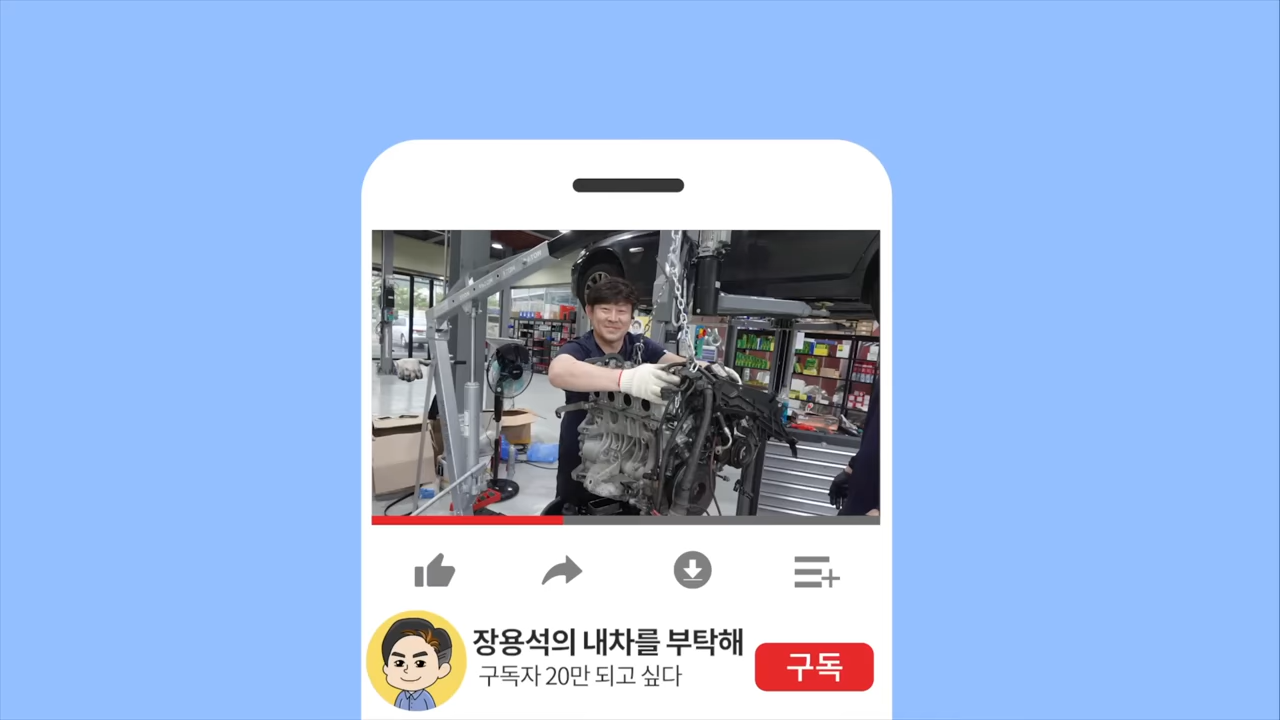 장용석의 내차를 부탁해
구독자 20만 되고 싶다
구독